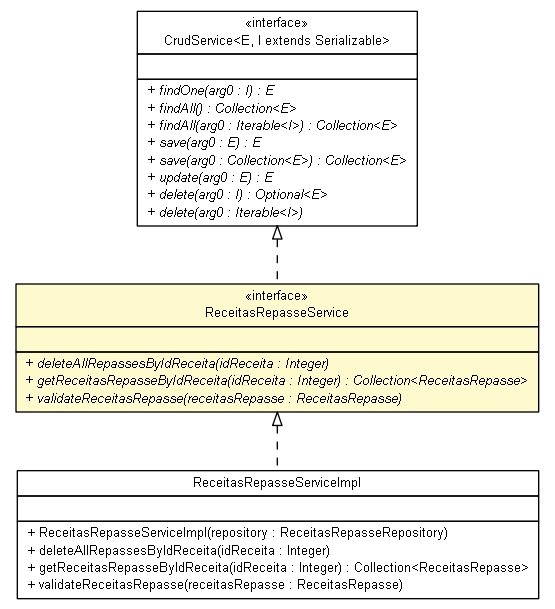 «interface»
CrudService<E, I extends Serializable>
+ findOne(arg0 : I) : E
+ findAll() : Collection<E>
+ findAll(arg0 : Iterable<I>) : Collection<E>
+ save(arg0 : E) : E
+ save(arg0 : Collection<E>) : Collection<E>
+ update(arg0 : E) : E
+ delete(arg0 : I) : Optional<E>
+ delete(arg0 : Iterable<I>)
«interface»
ReceitasRepasseService
+ deleteAllRepassesByIdReceita(idReceita : Integer)
+ getReceitasRepasseByIdReceita(idReceita : Integer) : Collection<ReceitasRepasse>
+ validateReceitasRepasse(receitasRepasse : ReceitasRepasse)
ReceitasRepasseServiceImpl
+ ReceitasRepasseServiceImpl(repository : ReceitasRepasseRepository)
+ deleteAllRepassesByIdReceita(idReceita : Integer)
+ getReceitasRepasseByIdReceita(idReceita : Integer) : Collection<ReceitasRepasse>
+ validateReceitasRepasse(receitasRepasse : ReceitasRepasse)